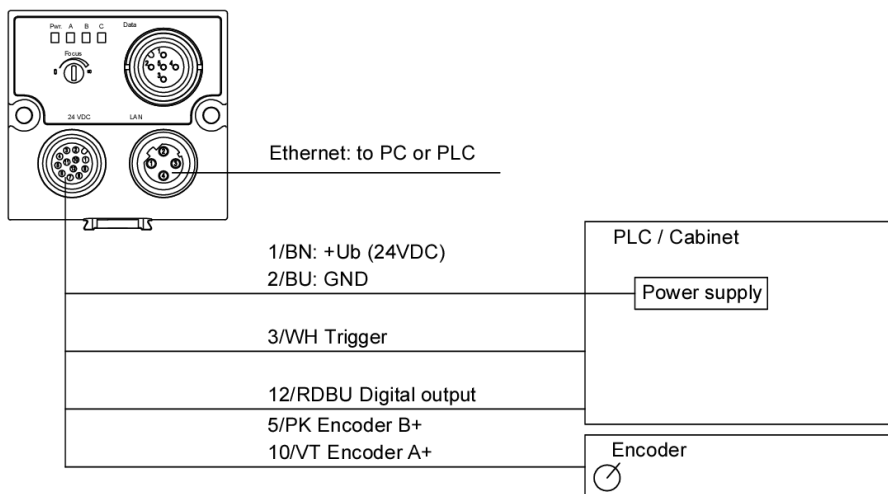 Pwr. A B C Data
Focus
24 VDC LAN
Ethernet: to PC or PLC
1/BN: +Ub (24VDC)
PLC / Cabinet
2/BU: GND
Power supply
3/WH Trigger
12/RDBU Digital output
5/PK Encoder B+
10/VT Encoder A+
Encoder